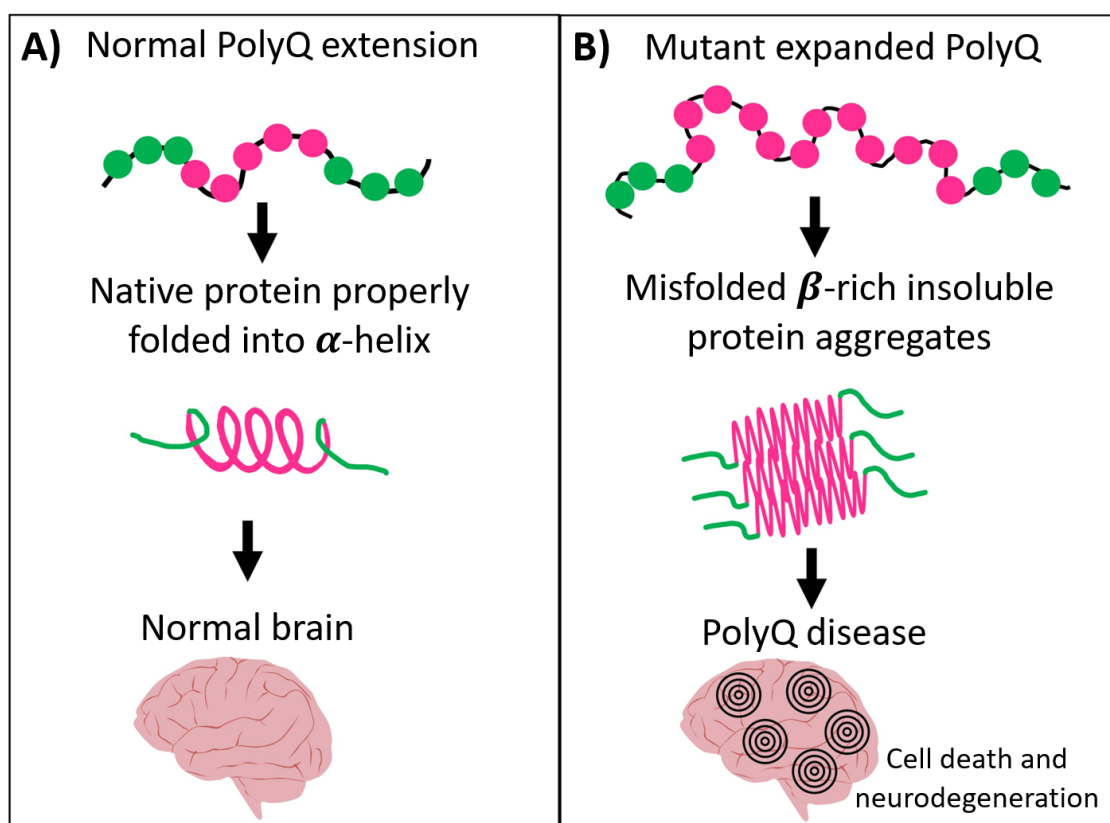 A) Normal PolyQ extension
Native protein properly
folded into α-helix
Normal brain
B) Mutant expanded PolyQ
Misfolded β-rich insoluble
protein aggregates
PolyQ disease
Cell death and
neurodegeneration